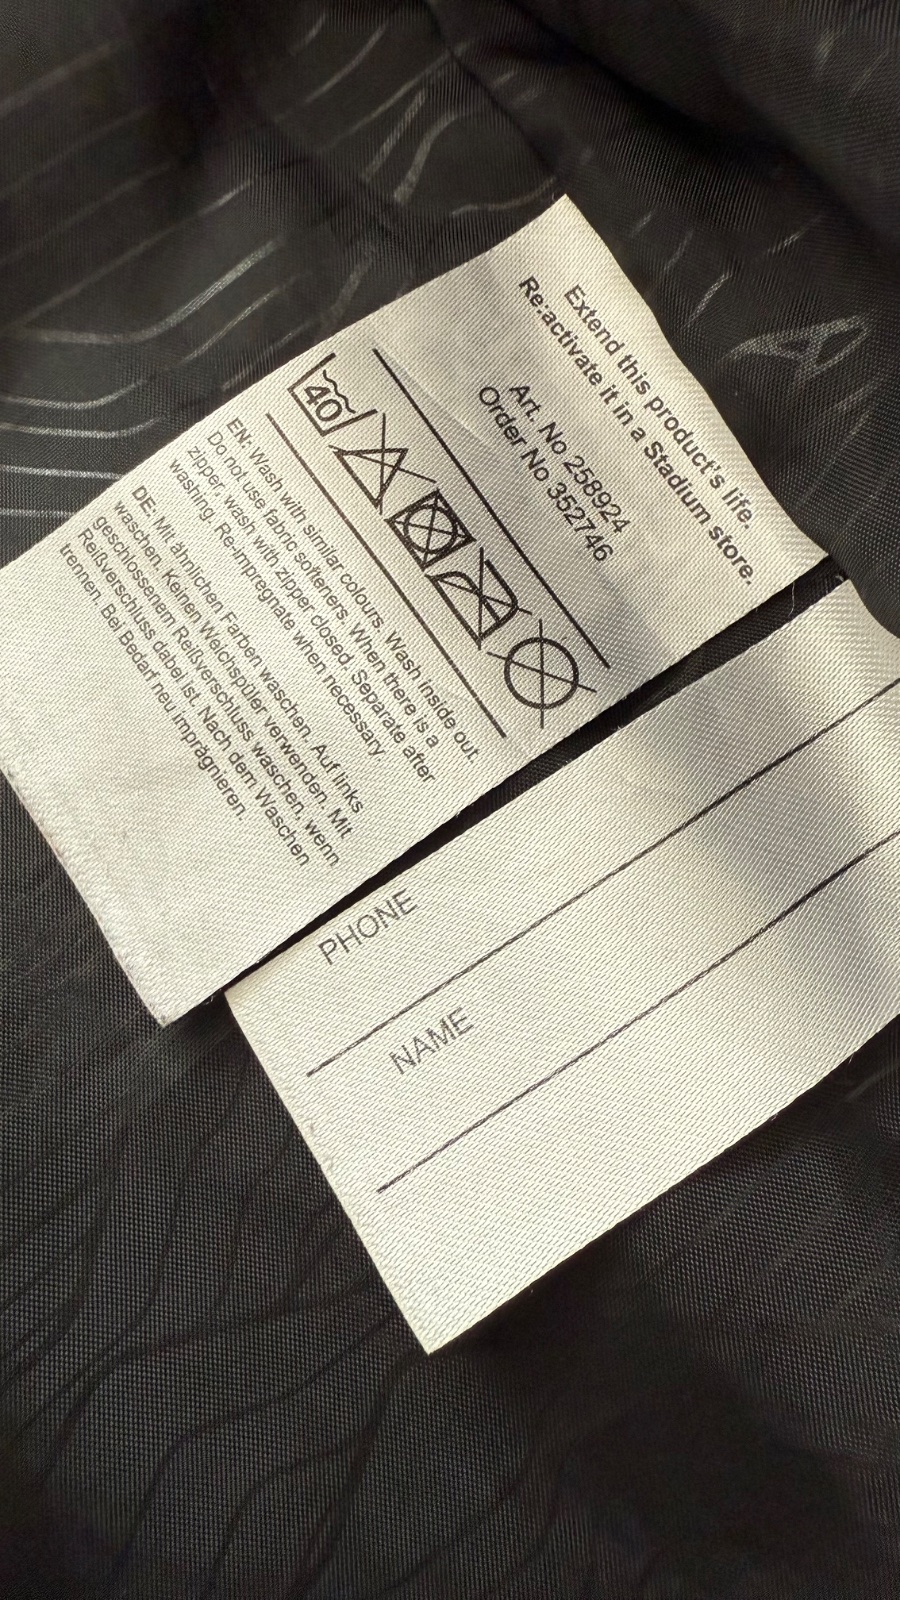 Extend this product's life.
Re:activate it in a Stadium store.
Art. No 258924
Order No 352746
40
EN: Wash with similar colours. Wash inside out.
Do not use fabric softeners. When there is a
zipper, wash with zipper closed. Separate after
washing. Re-impregnate when necessary.
DE: Mit ähnlichen Farben waschen. Auf links
waschen. Keinen Weichspüler verwenden. Mit
geschlossenem Reißverschluss waschen, wenn
Reißverschluss dabei ist. Nach dem Waschen
trennen. Bei Bedarf neu imprägnieren.
PHONE
NAME